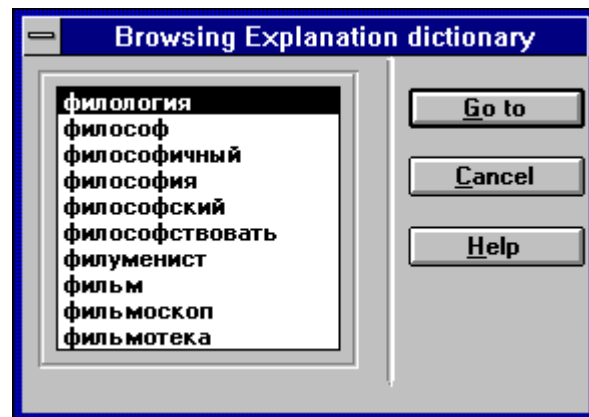 Browsing Explanation dictionary
филология
философ
философичный
философия
философский
философствовать
филуменист
фильм
фильмоскоп
фильмотека
Go to
Cancel
Help